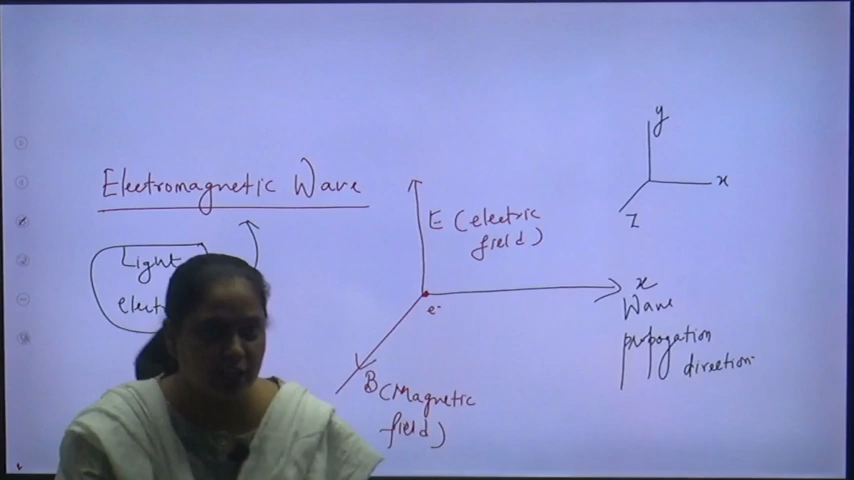 Electromagnetic Wave
Light
E (electric
field)
e-
B (Magnetic
field)
x
Wave
propogation
direction
y
x
z